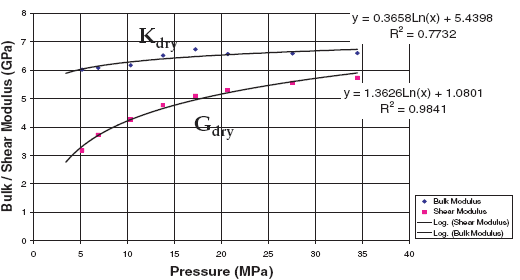 y = 0.3658Ln(x) + 5.4398
R² = 0.7732
K dry
y = 1.3626Ln(x) + 1.0801
R² = 0.9841
G dry
Bulk / Shear Modulus (GPa)
8
7
6
5
4
3
2
1
0
0 5 10 15 20 25 30 35 40
Pressure (MPa)
Bulk Modulus
Shear Modulus
Log. (Shear Modulus)
Log. (Bulk Modulus)